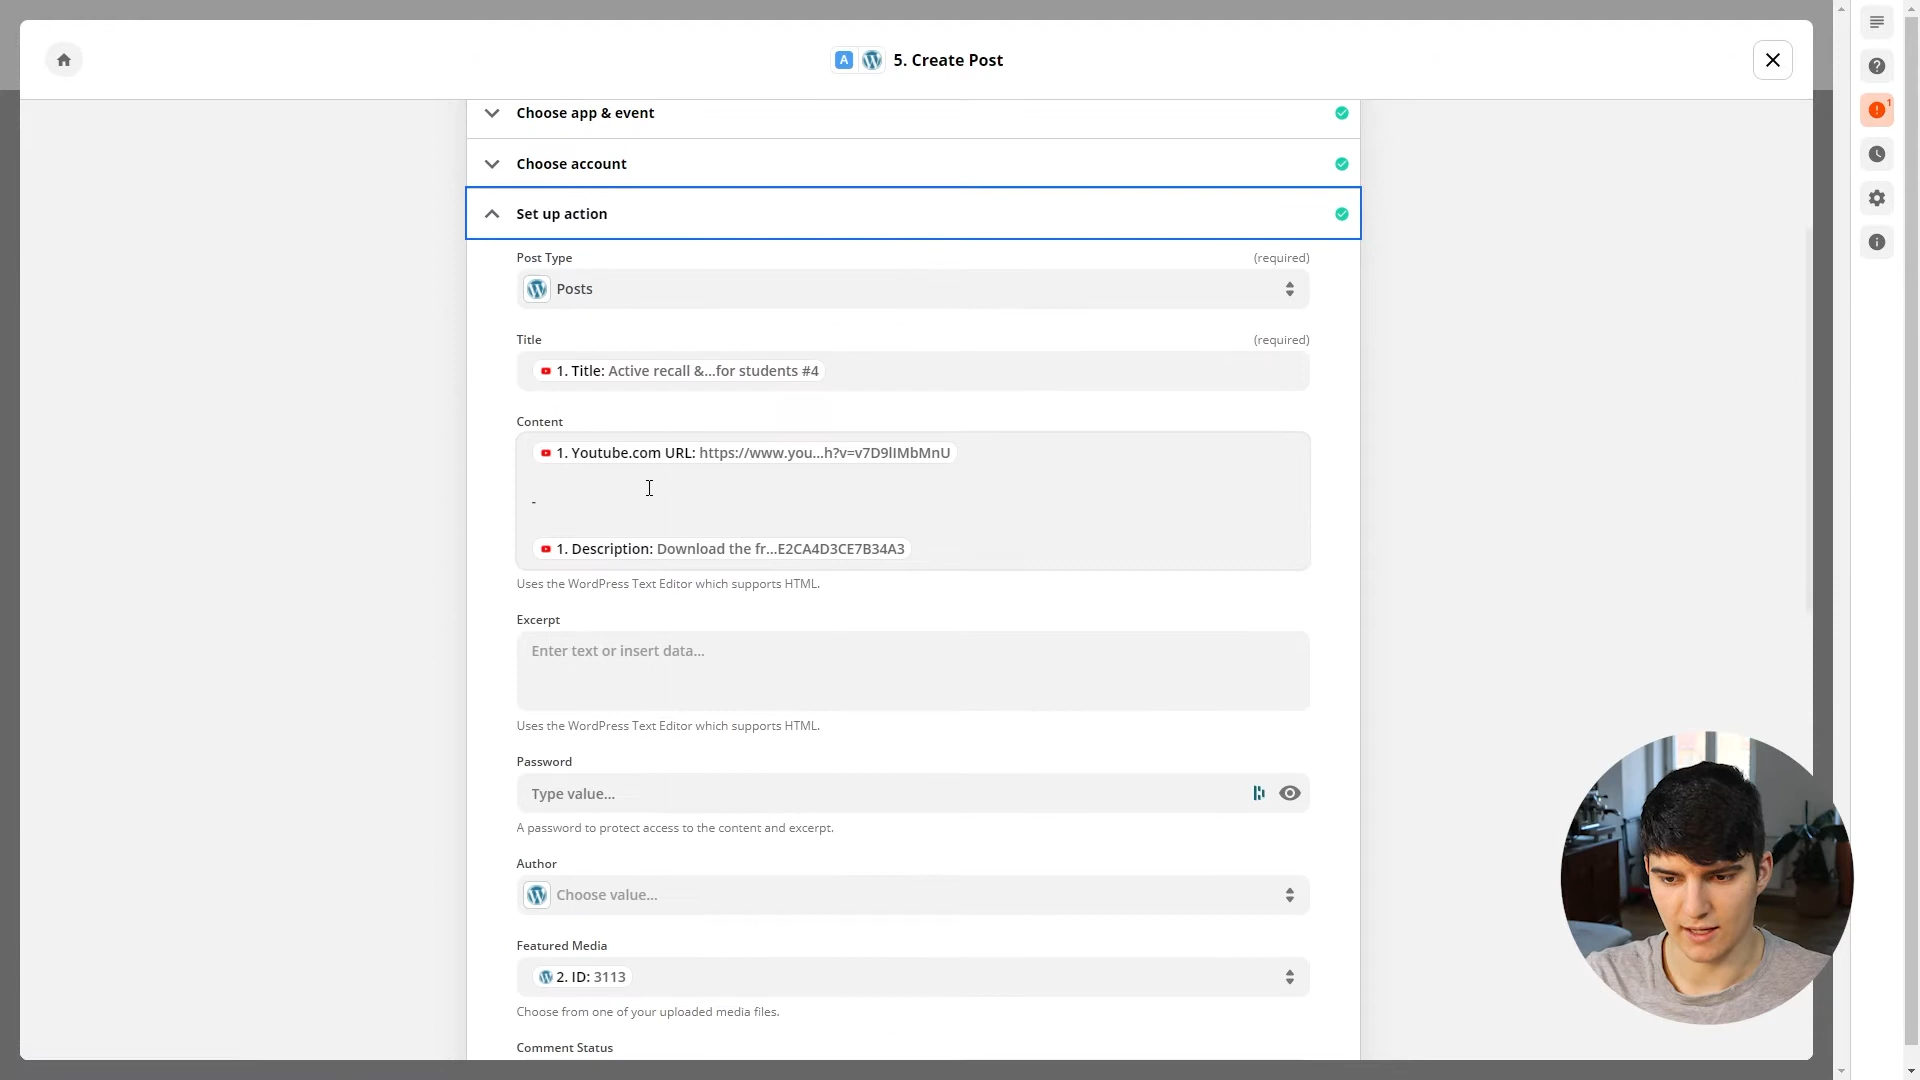 A 5. Create Post
Choose app & event
Choose account
Set up action
Post Type (required)
Posts
Title (required)
1. Title: Active recall &...for students #4
Content
1. Youtube.com URL: https://www.you...h?v=v7D9lIMbMnU
-
1. Description: Download the fr...E2CA4D3CE7B34A3
Uses the WordPress Text Editor which supports HTML.
Excerpt
Enter text or insert data...
Uses the WordPress Text Editor which supports HTML.
Password
Type value...
A password to protect access to the content and excerpt.
Author
Choose value...
Featured Media
2. ID: 3113
Choose from one of your uploaded media files.
Comment Status
1